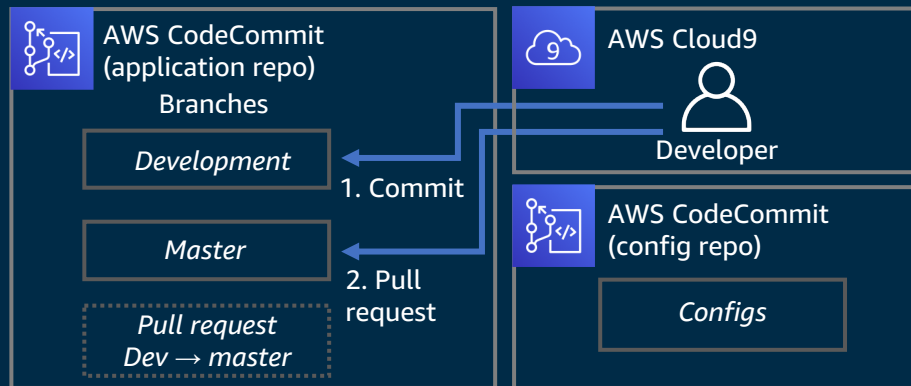 AWS CodeCommit
(application repo)
Branches
Development
1. Commit
Master
2. Pull
request
Pull request
Dev → master
9
AWS Cloud9
Developer
AWS CodeCommit
(config repo)
Configs